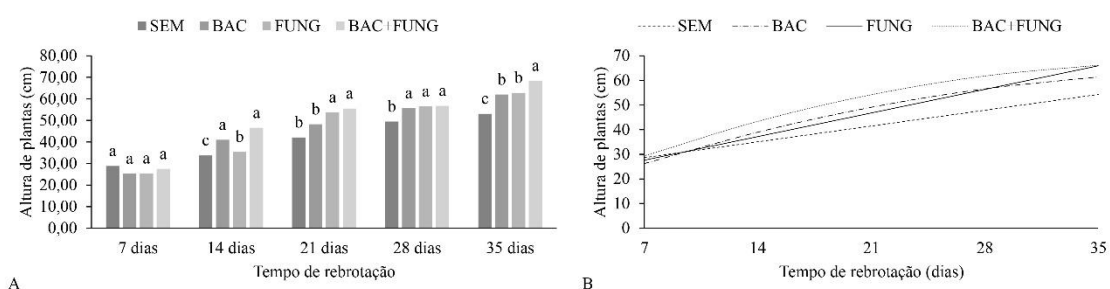 SEM BAC FUNG BAC+FUNG
Altura de plantas (cm)
80,00
70,00
60,00
50,00
40,00
30,00
20,00
10,00
0,00
a a a a
c a b a
b b a a
b a a a
c b b a
7 dias 14 dias 21 dias 28 dias 35 dias
Tempo de rebrotação
A
SEM BAC FUNG BAC+FUNG
Altura de plantas (cm)
70
60
50
40
30
20
10
0
7 14 21 28 35
Tempo de rebrotação (dias)
B